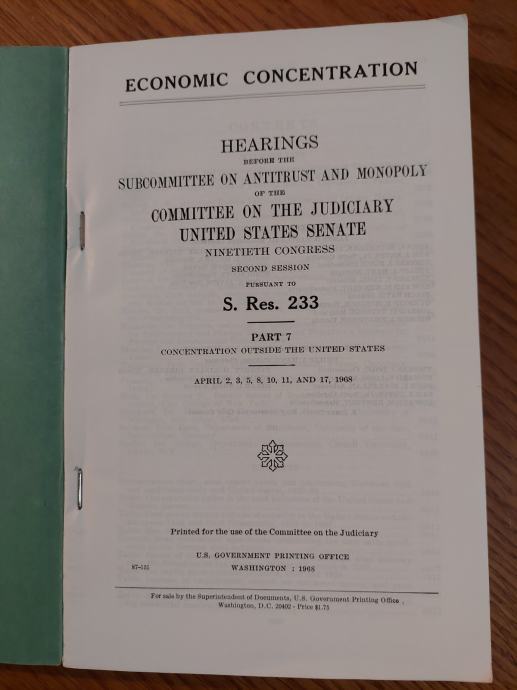 ECONOMIC CONCENTRATION
HEARINGS
BEFORE THE
SUBCOMMITTEE ON ANTITRUST AND MONOPOLY
OF THE
COMMITTEE ON THE JUDICIARY
UNITED STATES SENATE
NINETIETH CONGRESS
SECOND SESSION
PURSUANT TO
S. Res. 233
PART 7
CONCENTRATION OUTSIDE THE UNITED STATES
APRIL 2, 3, 5, 8, 10, 11, AND 17, 1968
Printed for the use of the Committee on the Judiciary
U.S. GOVERNMENT PRINTING OFFICE
WASHINGTON : 1968
For sale by the Superintendent of Documents, U.S. Government Printing Office
Washington, D.C. 20402 - Price $1.75